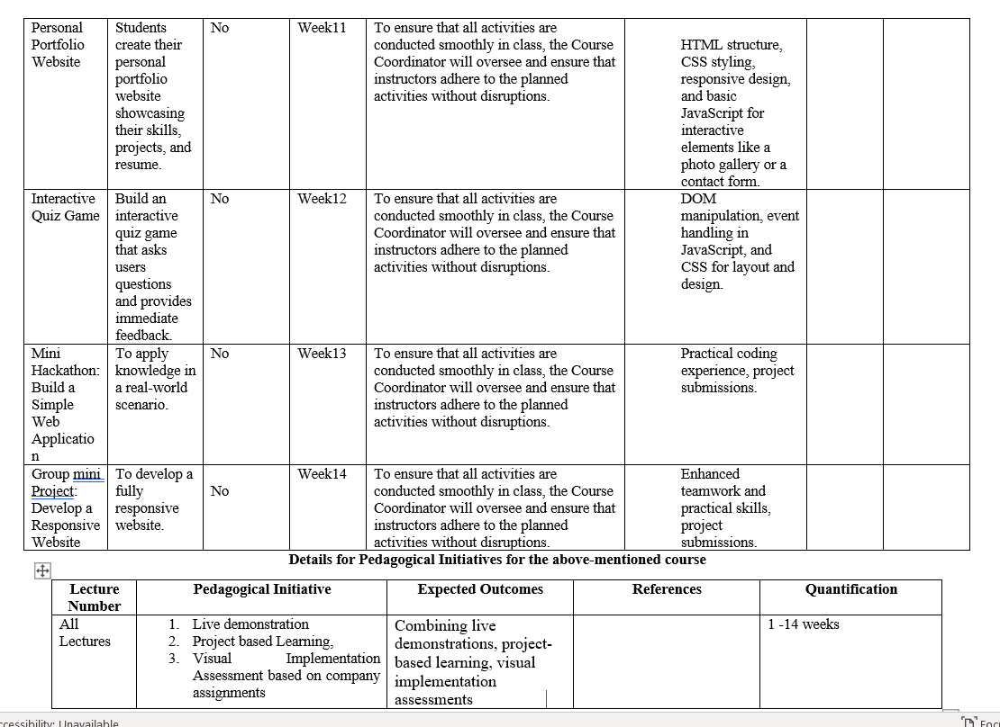 Personal
Portfolio
Website
Students
create their
personal
portfolio
website
showcasing
their skills,
projects, and
resume.
No
Week11
To ensure that all activities are
conducted smoothly in class, the Course
Coordinator will oversee and ensure that
instructors adhere to the planned
activities without disruptions.
HTML structure,
CSS styling,
responsive design,
and basic
JavaScript for
interactive
elements like a
photo gallery or a
contact form.
Interactive
Quiz Game
Build an
interactive
quiz game
that asks
users
questions
and provides
immediate
feedback.
No
Week12
To ensure that all activities are
conducted smoothly in class, the Course
Coordinator will oversee and ensure that
instructors adhere to the planned
activities without disruptions.
DOM
manipulation, event
handling in
JavaScript, and
CSS for layout and
design.
Mini
Hackathon:
Build a
Simple
Web
Applicatio
n
To apply
knowledge in
a real-world
scenario.
No
Week13
To ensure that all activities are
conducted smoothly in class, the Course
Coordinator will oversee and ensure that
instructors adhere to the planned
activities without disruptions.
Practical coding
experience, project
submissions.
Group mini
Project:
Develop a
Responsive
Website
To develop a
fully
responsive
website.
No
Week14
To ensure that all activities are
conducted smoothly in class, the Course
Coordinator will oversee and ensure that
instructors adhere to the planned
activities without disruptions.
Enhanced
teamwork and
practical skills,
project
submissions.
Details for Pedagogical Initiatives for the above-mentioned course
Lecture
Number
Pedagogical Initiative
Expected Outcomes
References
Quantification
All
Lectures
1. Live demonstration
2. Project based Learning,
3. Visual Implementation
Assessment based on company
assignments
Combining live
demonstrations, project-
based learning, visual
implementation
assessments
1 -14 weeks